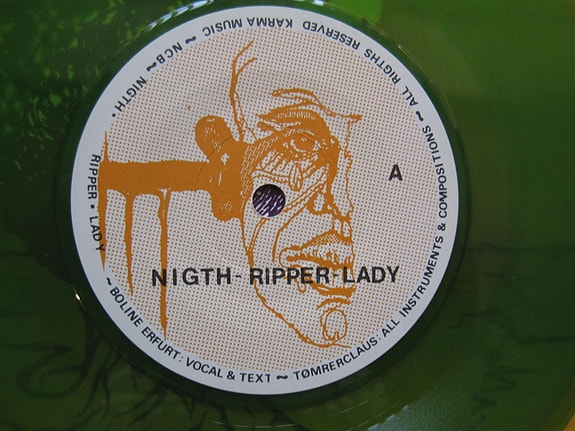 A
NIGTH - RIPPER LADY
~ BOLINE ERFURT: VOCAL & TEXT ~ TØMRERCLAUS: ALL INSTRUMENTS & COMPOSITIONS ~ ALL RIGTHS RESERVED KARMA MUSIC ~ NCB ~ NIGTH • RIPPER • LADY